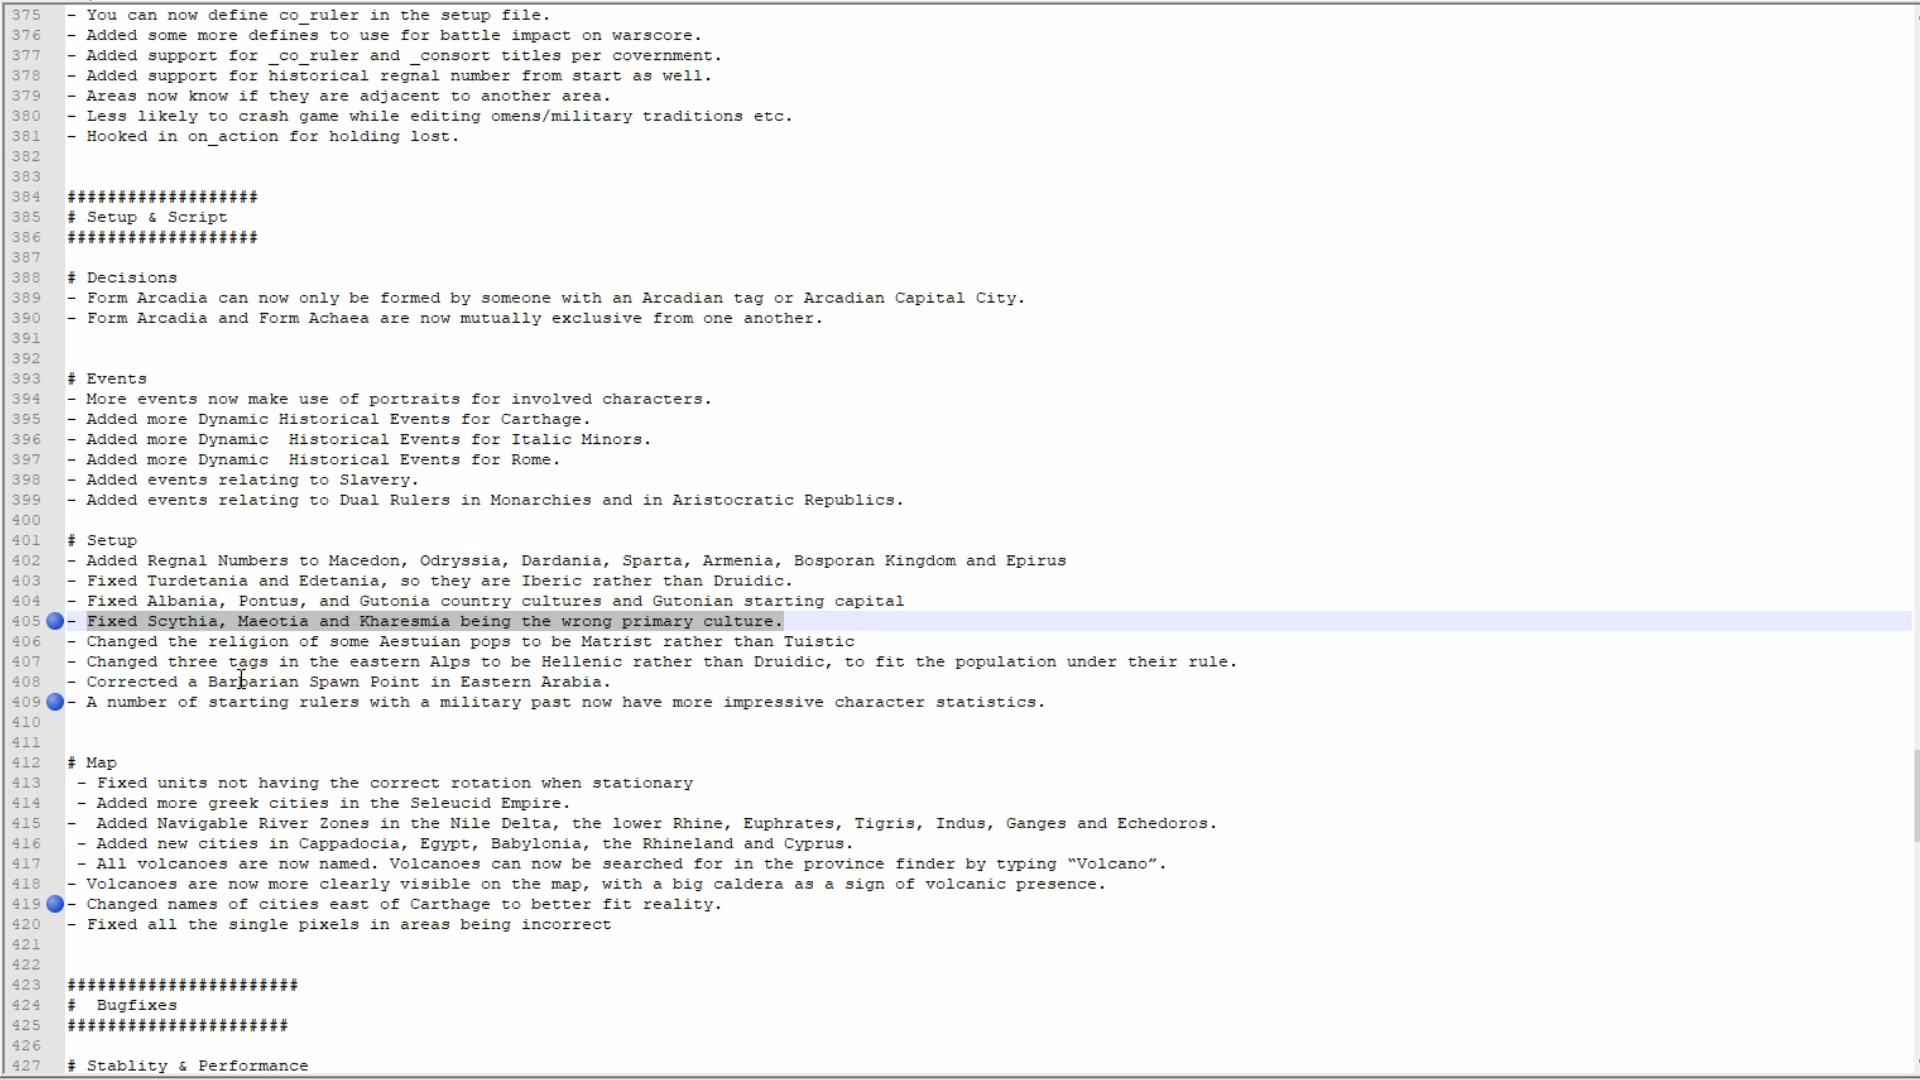 375 - You can now define co_ruler in the setup file.
376 - Added some more defines to use for battle impact on warscore.
377 - Added support for _co_ruler and _consort titles per covernment.
378 - Added support for historical regnal number from start as well.
379 - Areas now know if they are adjacent to another area.
380 - Less likely to crash game while editing omens/military traditions etc.
381 - Hooked in on_action for holding lost.
382
383
384 ###################
385 # Setup & Script
386 ###################
387
388 # Decisions
389 - Form Arcadia can now only be formed by someone with an Arcadian tag or Arcadian Capital City.
390 - Form Arcadia and Form Achaea are now mutually exclusive from one another.
391
392
393 # Events
394 - More events now make use of portraits for involved characters.
395 - Added more Dynamic Historical Events for Carthage.
396 - Added more Dynamic  Historical Events for Italic Minors.
397 - Added more Dynamic  Historical Events for Rome.
398 - Added events relating to Slavery.
399 - Added events relating to Dual Rulers in Monarchies and in Aristocratic Republics.
400
401 # Setup
402 - Added Regnal Numbers to Macedon, Odryssia, Dardania, Sparta, Armenia, Bosporan Kingdom and Epirus
403 - Fixed Turdetania and Edetania, so they are Iberic rather than Druidic.
404 - Fixed Albania, Pontus, and Gutonia country cultures and Gutonian starting capital
405 - Fixed Scythia, Maeotia and Kharesmia being the wrong primary culture.
406 - Changed the religion of some Aestuian pops to be Matrist rather than Tuistic
407 - Changed three tags in the eastern Alps to be Hellenic rather than Druidic, to fit the population under their rule.
408 - Corrected a Barbarian Spawn Point in Eastern Arabia.
409 - A number of starting rulers with a military past now have more impressive character statistics.
410
411
412 # Map
413  - Fixed units not having the correct rotation when stationary
414  - Added more greek cities in the Seleucid Empire.
415 -  Added Navigable River Zones in the Nile Delta, the lower Rhine, Euphrates, Tigris, Indus, Ganges and Echedoros.
416  - Added new cities in Cappadocia, Egypt, Babylonia, the Rhineland and Cyprus.
417  - All volcanoes are now named. Volcanoes can now be searched for in the province finder by typing “Volcano”.
418 - Volcanoes are now more clearly visible on the map, with a big caldera as a sign of volcanic presence.
419 - Changed names of cities east of Carthage to better fit reality.
420 - Fixed all the single pixels in areas being incorrect
421
422
423 #######################
424 #  Bugfixes
425 ######################
426
427 # Stablity & Performance